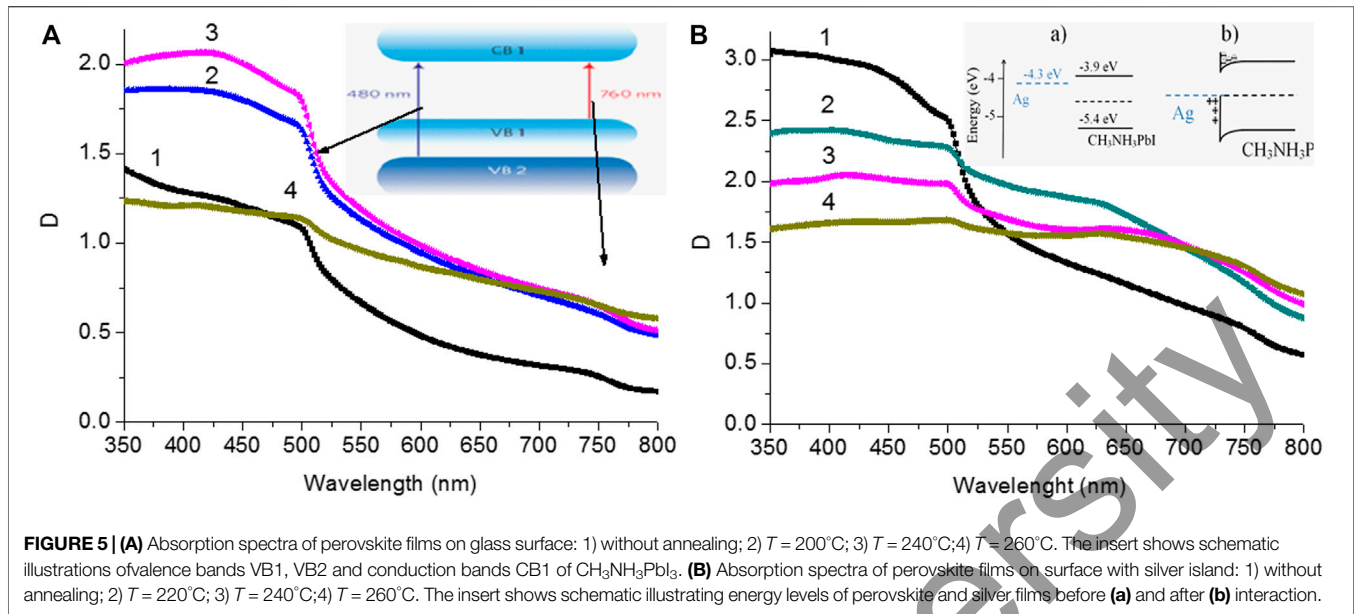 A
3
2
1
4
2.0
1.5
1.0
0.5
0.0
D
350 400 450 500 550 600 650 700 750 800
Wavelength (nm)
CB 1
480 nm
760 nm
VB 1
VB 2
B
1
2
3
4
3.0
2.5
2.0
1.5
1.0
0.5
0.0
D
350 400 450 500 550 600 650 700 750 800
Wavelenght (nm)
a)
b)
Energy (eV)
-4
-5
-4.3 eV
Ag
-3.9 eV
-5.4 eV
CH₃NH₃PbI
Ag
CH₃NH₃P
FIGURE 5 | (A) Absorption spectra of perovskite films on glass surface: 1) without annealing; 2) T = 200°C; 3) T = 240°C;4) T = 260°C. The insert shows schematic
illustrations ofvalence bands VB1, VB2 and conduction bands CB1 of CH₃NH₃PbI₃. (B) Absorption spectra of perovskite films on surface with silver island: 1) without
annealing; 2) T = 220°C; 3) T = 240°C;4) T = 260°C. The insert shows schematic illustrating energy levels of perovskite and silver films before (a) and after (b) interaction.
ersity